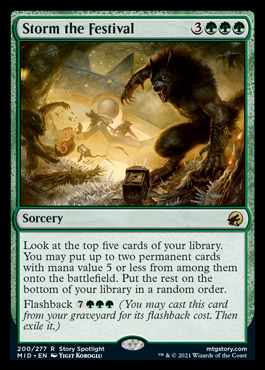 Storm the Festival 3
Sorcery
Look at the top five cards of your library.
You may put up to two permanent cards
with mana value 5 or less from among them
onto the battlefield. Put the rest on the
bottom of your library in a random order.
Flashback 7 (You may cast this card
from your graveyard for its flashback cost. Then
exile it.)
200/277 R Story Spotlight mtgstory.com
MID • EN Yigit Koroglu ™ & © 2021 Wizards of the Coast